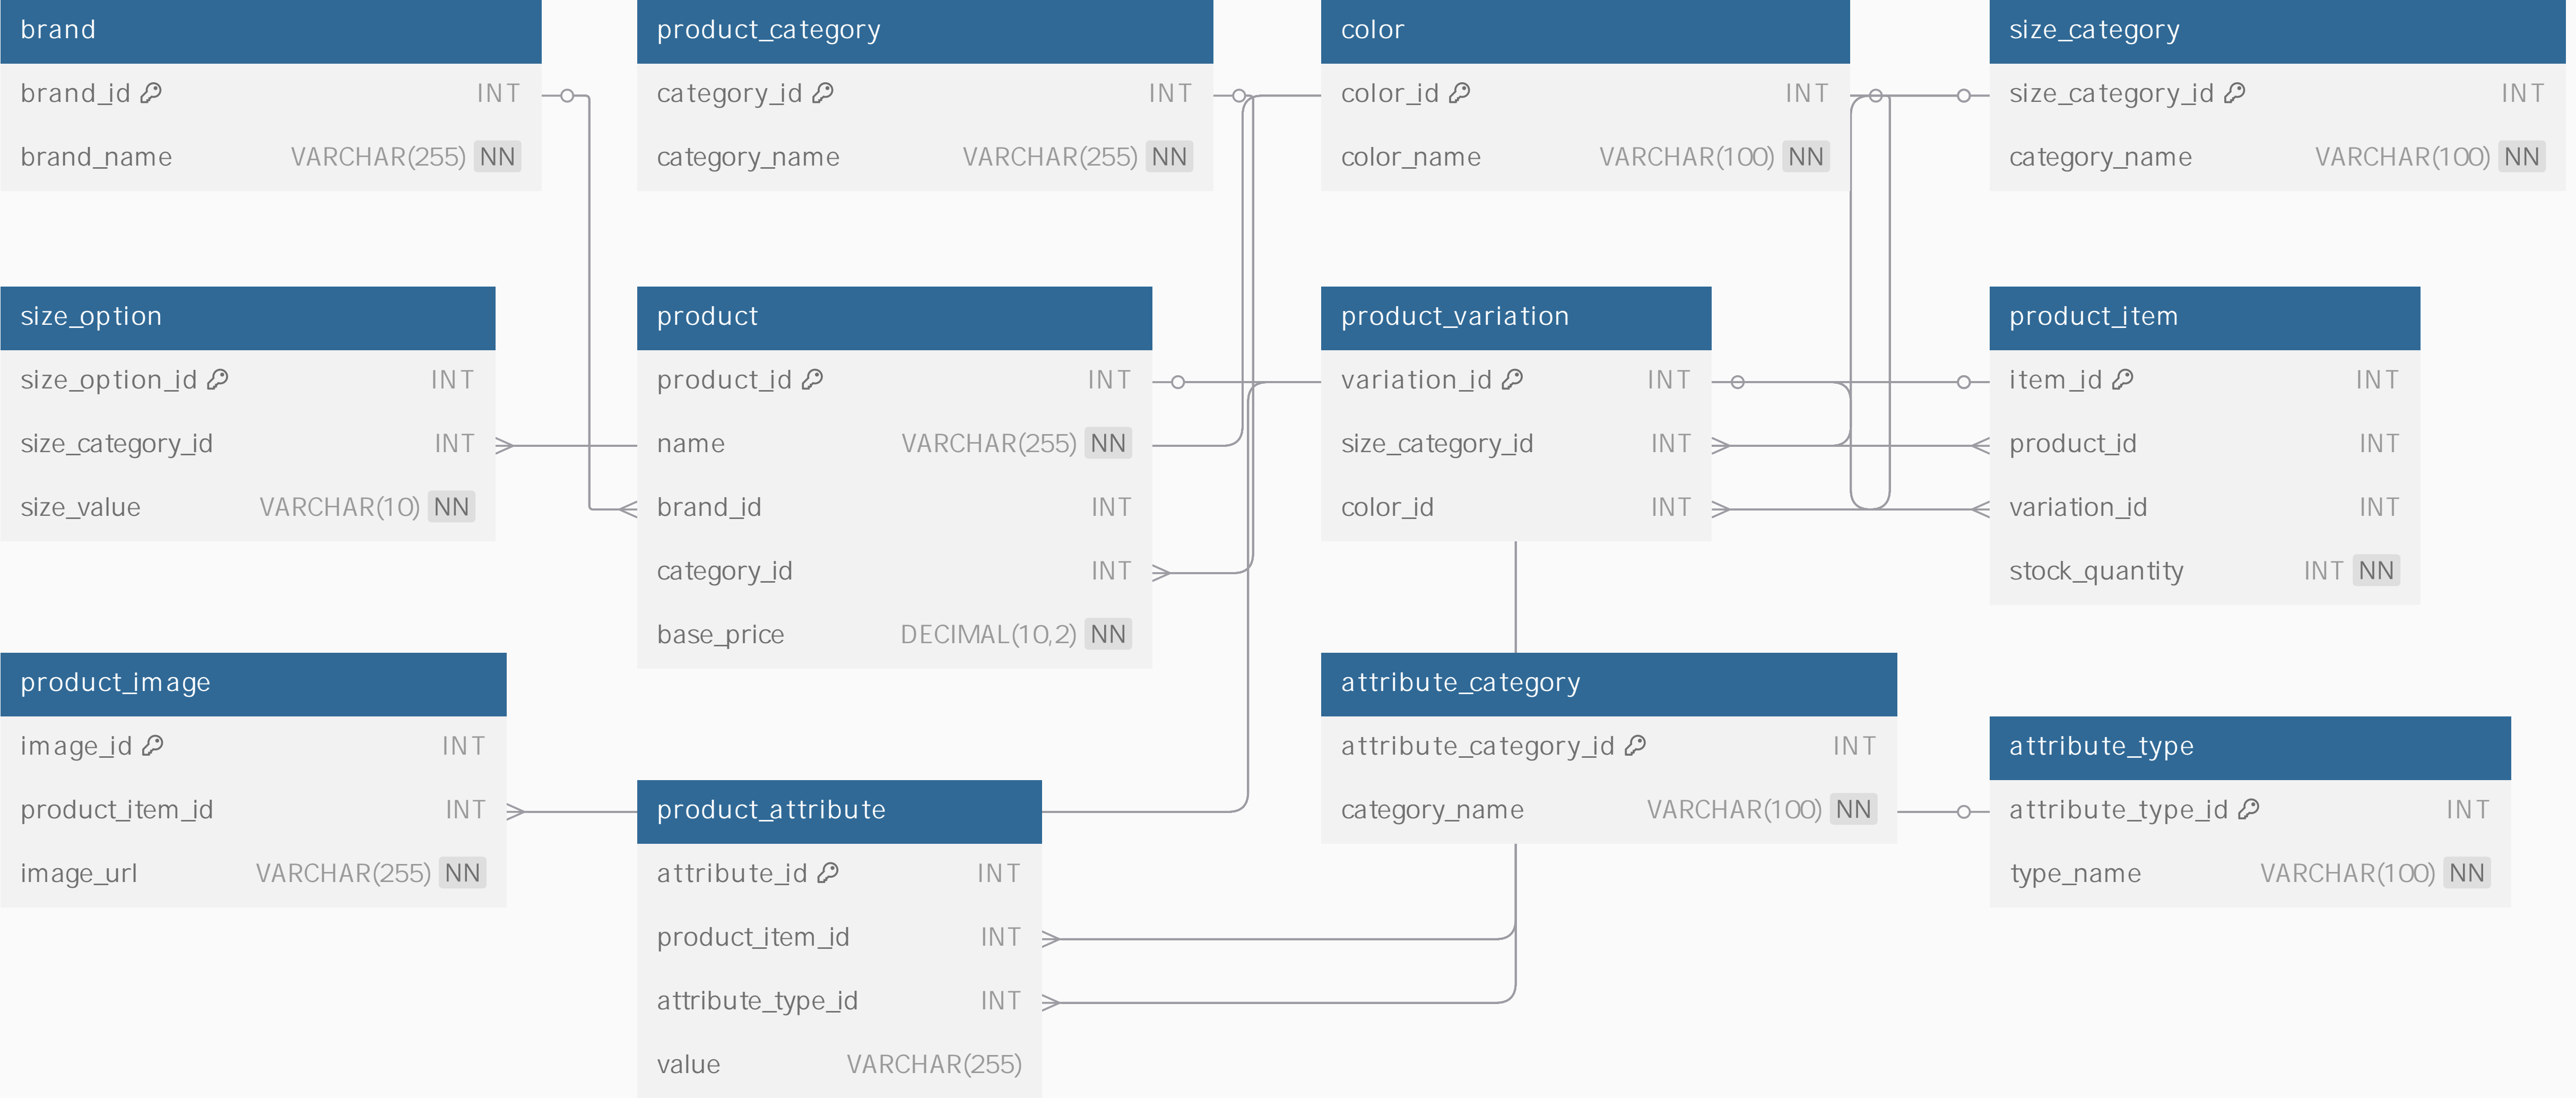 brand
brand_id INT
brand_name VARCHAR(255) NN
product_category
category_id INT
category_name VARCHAR(255) NN
color
color_id INT
color_name VARCHAR(100) NN
size_category
size_category_id INT
category_name VARCHAR(100) NN
size_option
size_option_id INT
size_category_id INT
size_value VARCHAR(10) NN
product
product_id INT
name VARCHAR(255) NN
brand_id INT
category_id INT
base_price DECIMAL(10,2) NN
product_variation
variation_id INT
size_category_id INT
color_id INT
product_item
item_id INT
product_id INT
variation_id INT
stock_quantity INT NN
product_image
image_id INT
product_item_id INT
image_url VARCHAR(255) NN
product_attribute
attribute_id INT
product_item_id INT
attribute_type_id INT
value VARCHAR(255)
attribute_category
attribute_category_id INT
category_name VARCHAR(100) NN
attribute_type
attribute_type_id INT
type_name VARCHAR(100) NN